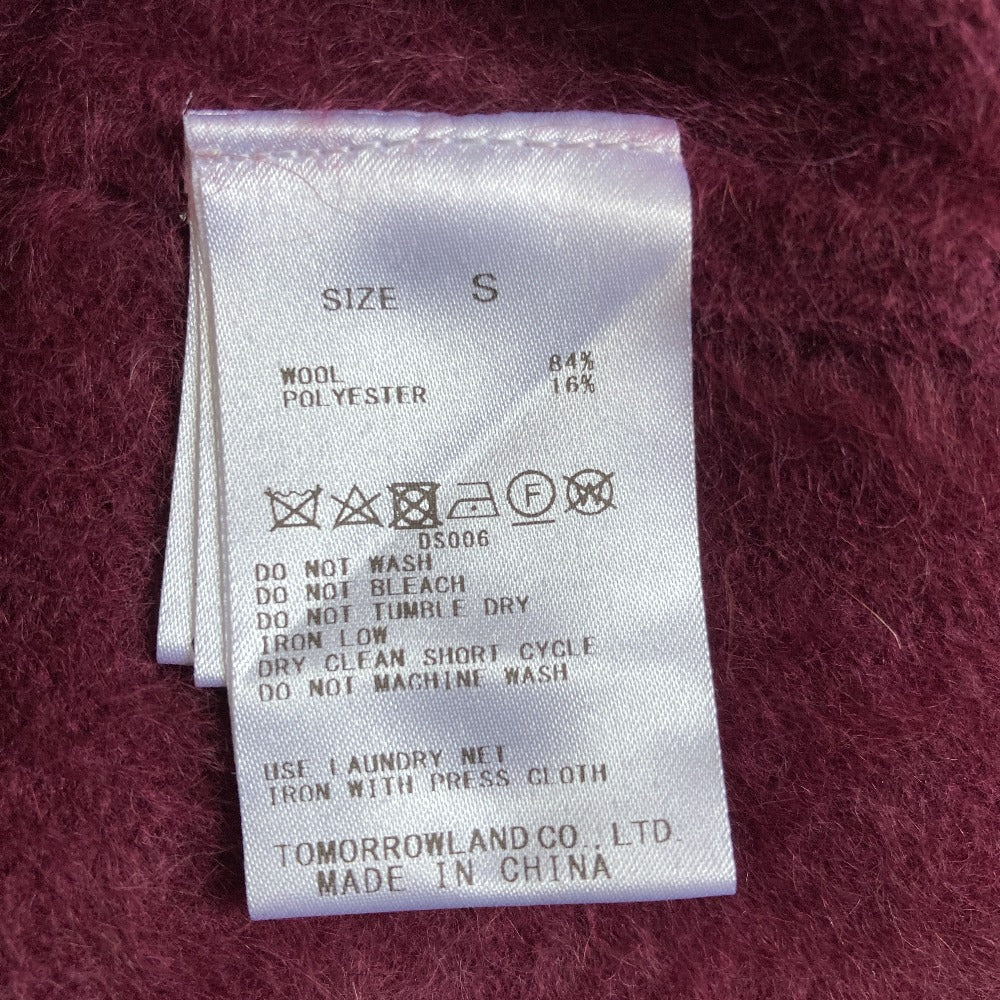 SIZE S
WOOL 84%
POLYESTER 16%
F W
DS006
DO NOT WASH
DO NOT BLEACH
DO NOT TUMBLE DRY
IRON LOW
DRY CLEAN SHORT CYCLE
DO NOT MACHINE WASH
USE LAUNDRY NET
IRON WITH PRESS CLOTH
TOMORROWLAND CO., LTD.
MADE IN CHINA